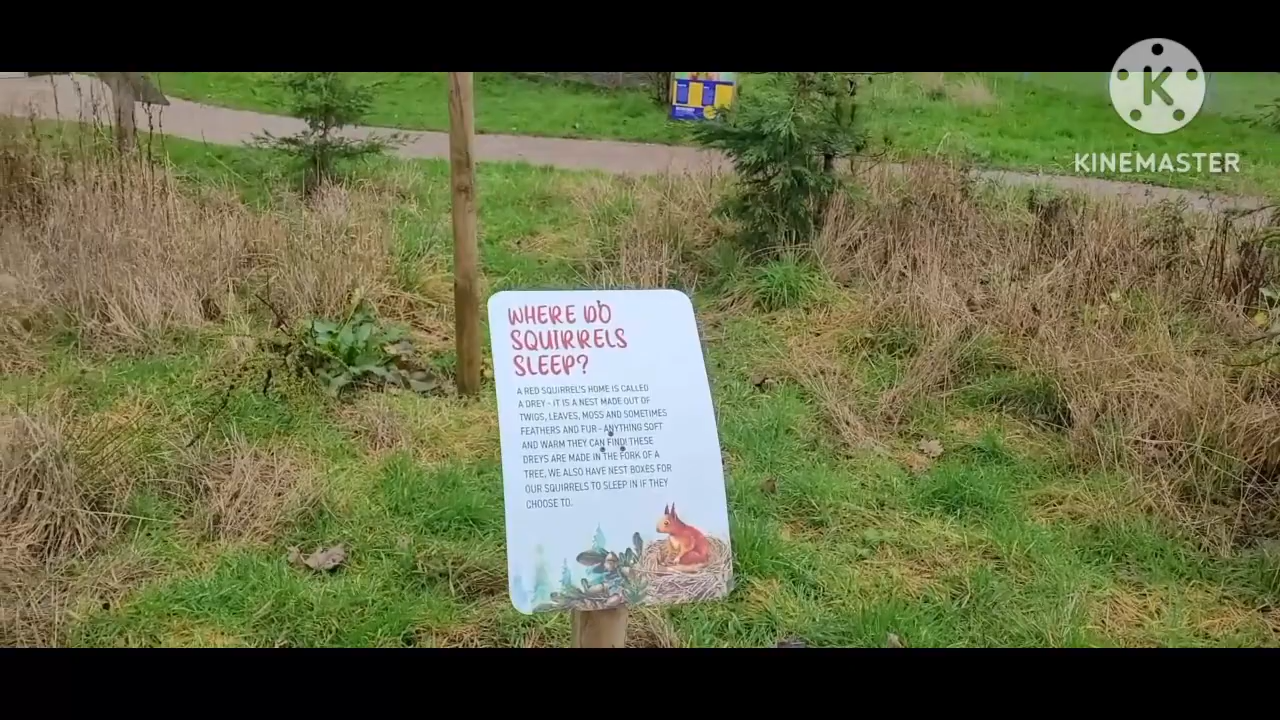 K
KINEMASTER
WHERE DO
SQUIRRELS
SLEEP?
A RED SQUIRREL'S HOME IS CALLED
A DREY - IT IS A NEST MADE OUT OF
TWIGS, LEAVES, MOSS AND SOMETIMES
FEATHERS AND FUR - ANYTHING SOFT
AND WARM THEY CAN FIND! THESE
DREYS ARE MADE IN THE FORK OF A
TREE, WE ALSO HAVE NEST BOXES FOR
OUR SQUIRRELS TO SLEEP IN IF THEY
CHOOSE TO.